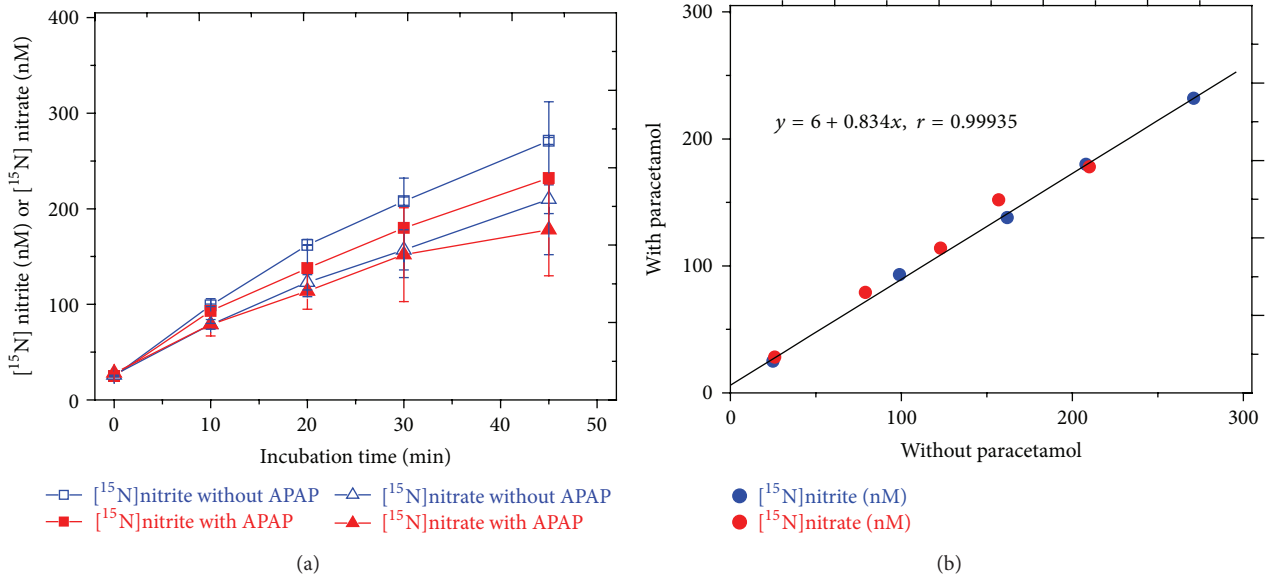 400
300
200
100
0
[¹⁵N] nitrite (nM) or [¹⁵N] nitrate (nM)
0 10 20 30 40 50
Incubation time (min)
[¹⁵N]nitrite without APAP
[¹⁵N]nitrate without APAP
[¹⁵N]nitrite with APAP
[¹⁵N]nitrate with APAP
(a)
300
200
100
0
With paracetamol
y = 6 + 0.834x, r = 0.99935
0 100 200 300
Without paracetamol
[¹⁵N]nitrite (nM)
[¹⁵N]nitrate (nM)
(b)